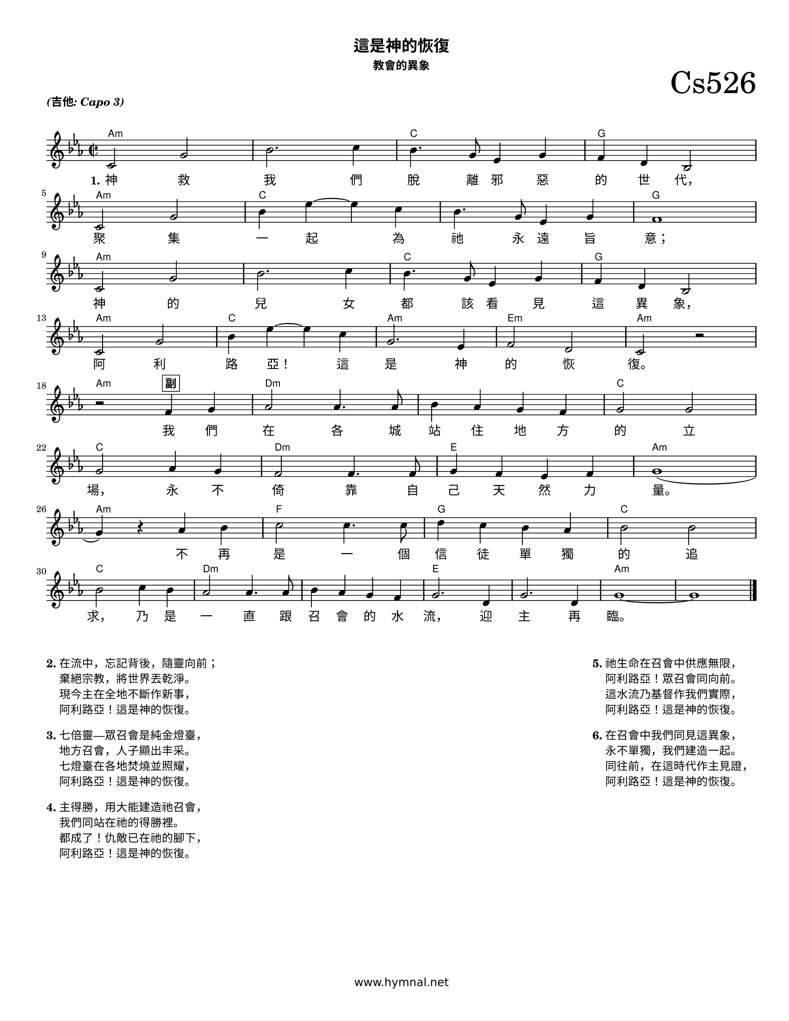 這是神的恢復
教會的異象
Cs526
(吉他: Capo 3)
Am C G
1. 神 救 我 們 脫 離 邪 惡 的 世 代，
5 Am C G
聚 集 一 起 為 祂 永 遠 旨 意；
9 Am C G
神 的 兒 女 都 該 看 見 這 異 象，
13 Am C Am Em Am
阿 利 路 亞！ 這 是 神 的 恢 復。
18 Am 副 Dm C
我 們 在 各 城 站 住 地 方 的 立
22 C Dm E Am
場， 永 不 倚 靠 自 己 天 然 力 量。
26 Am F G C
不 再 是 一 個 信 徒 單 獨 的 追
30 C Dm E Am
求， 乃 是 一 直 跟 召 會 的 水 流， 迎 主 再 臨。
2. 在流中，忘記背後，隨靈向前；
棄絕宗教，將世界丟乾淨。
現今主在全地不斷作新事，
阿利路亞！這是神的恢復。
3. 七倍靈—眾召會是純金燈臺，
地方召會，人子顯出丰采。
七燈臺在各地焚燒並照耀，
阿利路亞！這是神的恢復。
4. 主得勝，用大能建造祂召會，
我們同站在祂的得勝裡。
都成了！仇敵已在祂的腳下，
阿利路亞！這是神的恢復。
5. 祂生命在召會中供應無限，
阿利路亞！眾召會同向前。
這水流乃基督作我們實際，
阿利路亞！這是神的恢復。
6. 在召會中我們同見這異象，
永不單獨，我們建造一起。
同往前，在這時代作主見證，
阿利路亞！這是神的恢復。
www.hymnal.net